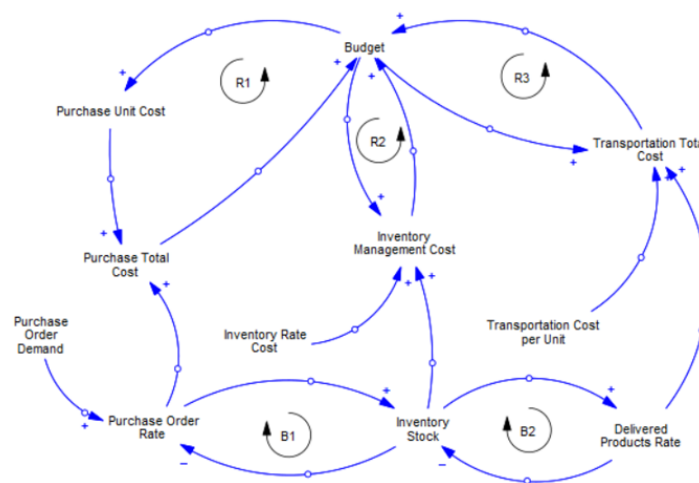 Budget
R1
R3
Purchase Unit Cost
R2
Transportation Total
Cost
Inventory
Management Cost
Purchase Total
Cost
Purchase
Order
Demand
Inventory Rate
Cost
Transportation Cost
per Unit
Purchase Order
Rate
B1
Inventory
Stock
B2
Delivered
Products Rate